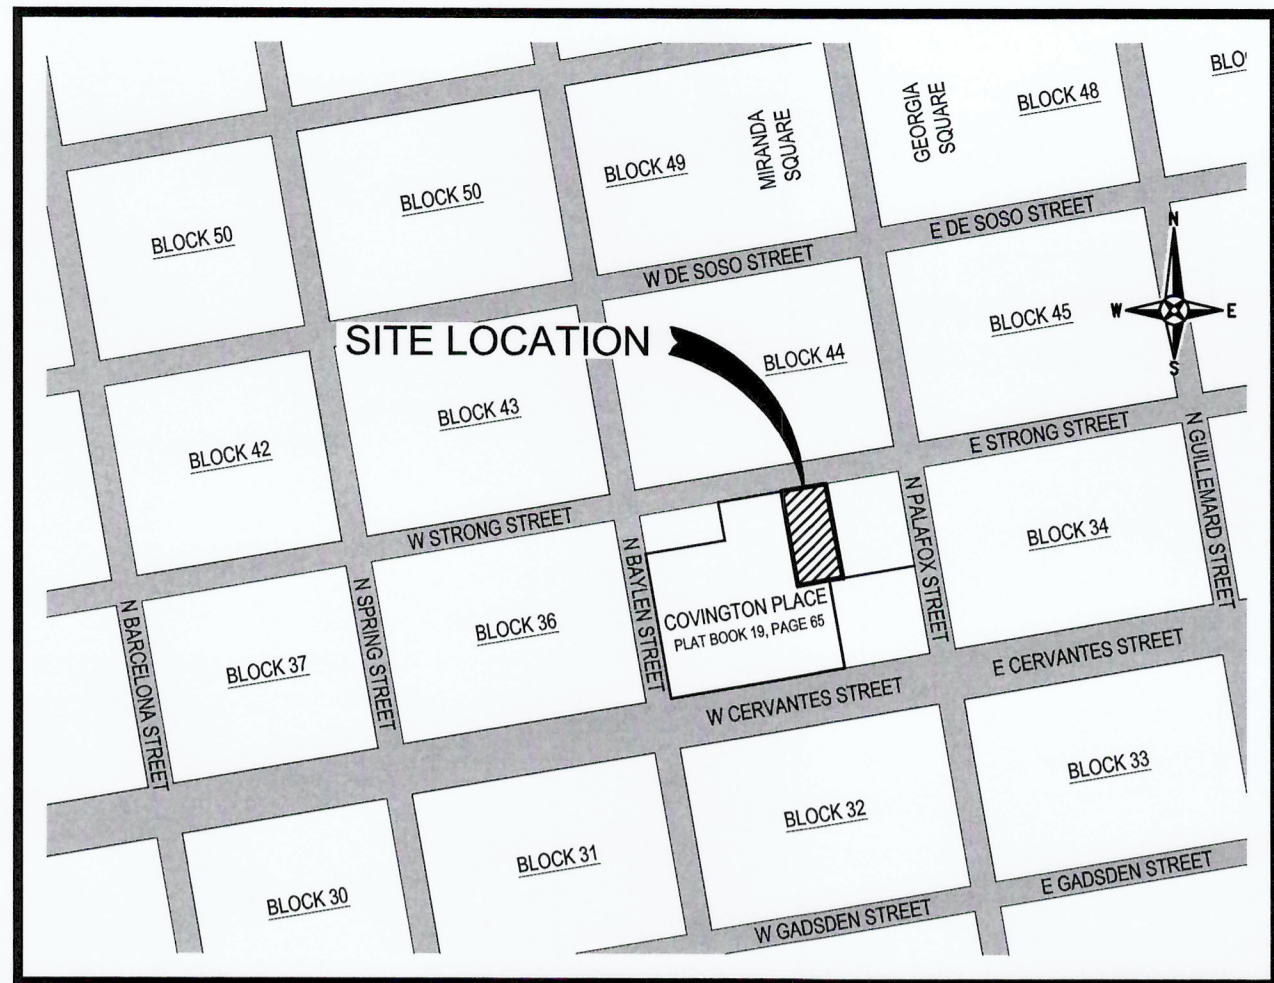 BLO
BLOCK 48
GEORGIA
SQUARE
MIRANDA
SQUARE
BLOCK 49
BLOCK 50
BLOCK 50
E DE SOSO STREET
W DE SOSO STREET
N
W
E
S
BLOCK 45
SITE LOCATION
BLOCK 44
BLOCK 43
BLOCK 42
E STRONG STREET
W STRONG STREET
N GUILLEMARD STREET
N PALAFOX STREET
N BAYLEN STREET
N SPRING STREET
N BARCELONA STREET
BLOCK 34
COVINGTON PLACE
PLAT BOOK 19, PAGE 65
BLOCK 36
BLOCK 37
E CERVANTES STREET
W CERVANTES STREET
BLOCK 33
BLOCK 32
BLOCK 31
BLOCK 30
E GADSDEN STREET
W GADSDEN STREET